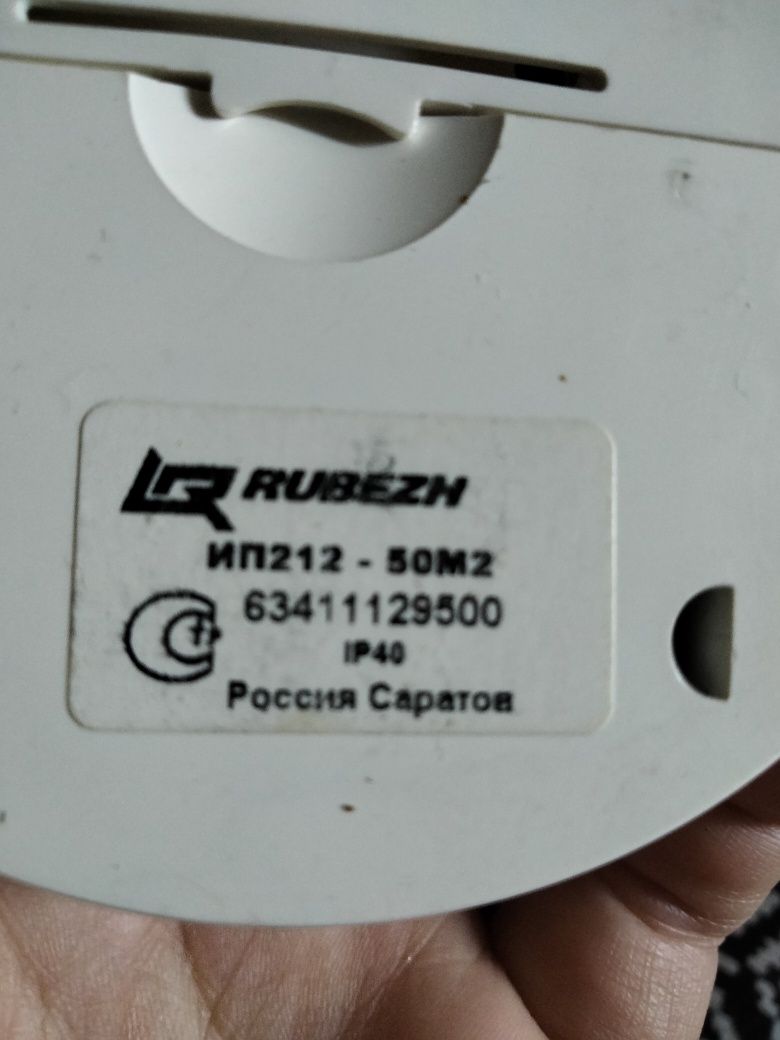 RUBEZH
ИП212 - 50М2
63411129500
IP40
Россия Саратов